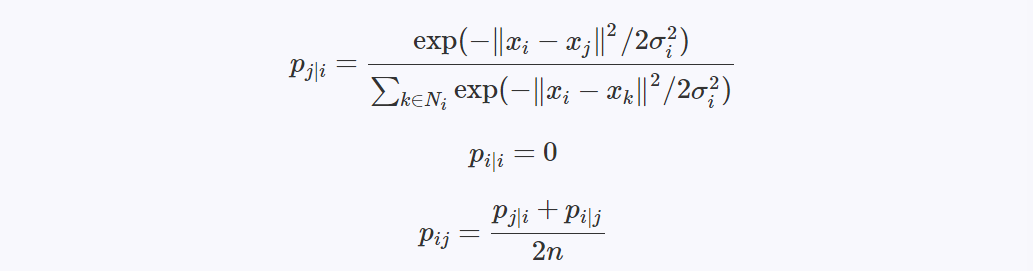 p_{j|i} = \frac{\exp(-\|x_i - x_j\|^2 / 2\sigma_i^2)}{\sum_{k \in N_i} \exp(-\|x_i - x_k\|^2 / 2\sigma_i^2)}
p_{i|i} = 0
p_{ij} = \frac{p_{j|i} + p_{i|j}}{2n}